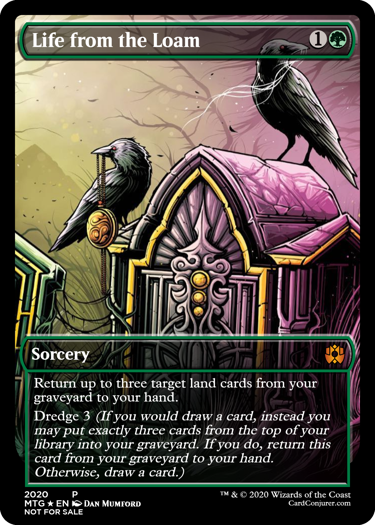 Life from the Loam 1
Sorcery
Return up to three target land cards from your
graveyard to your hand.
Dredge 3 (If you would draw a card, instead you
may put exactly three cards from the top of your
library into your graveyard. If you do, return this
card from your graveyard to your hand.
Otherwise, draw a card.)
2020 P
MTG ★ EN DAN MUMFORD
NOT FOR SALE
™ & © 2020 Wizards of the Coast
CardConjurer.com